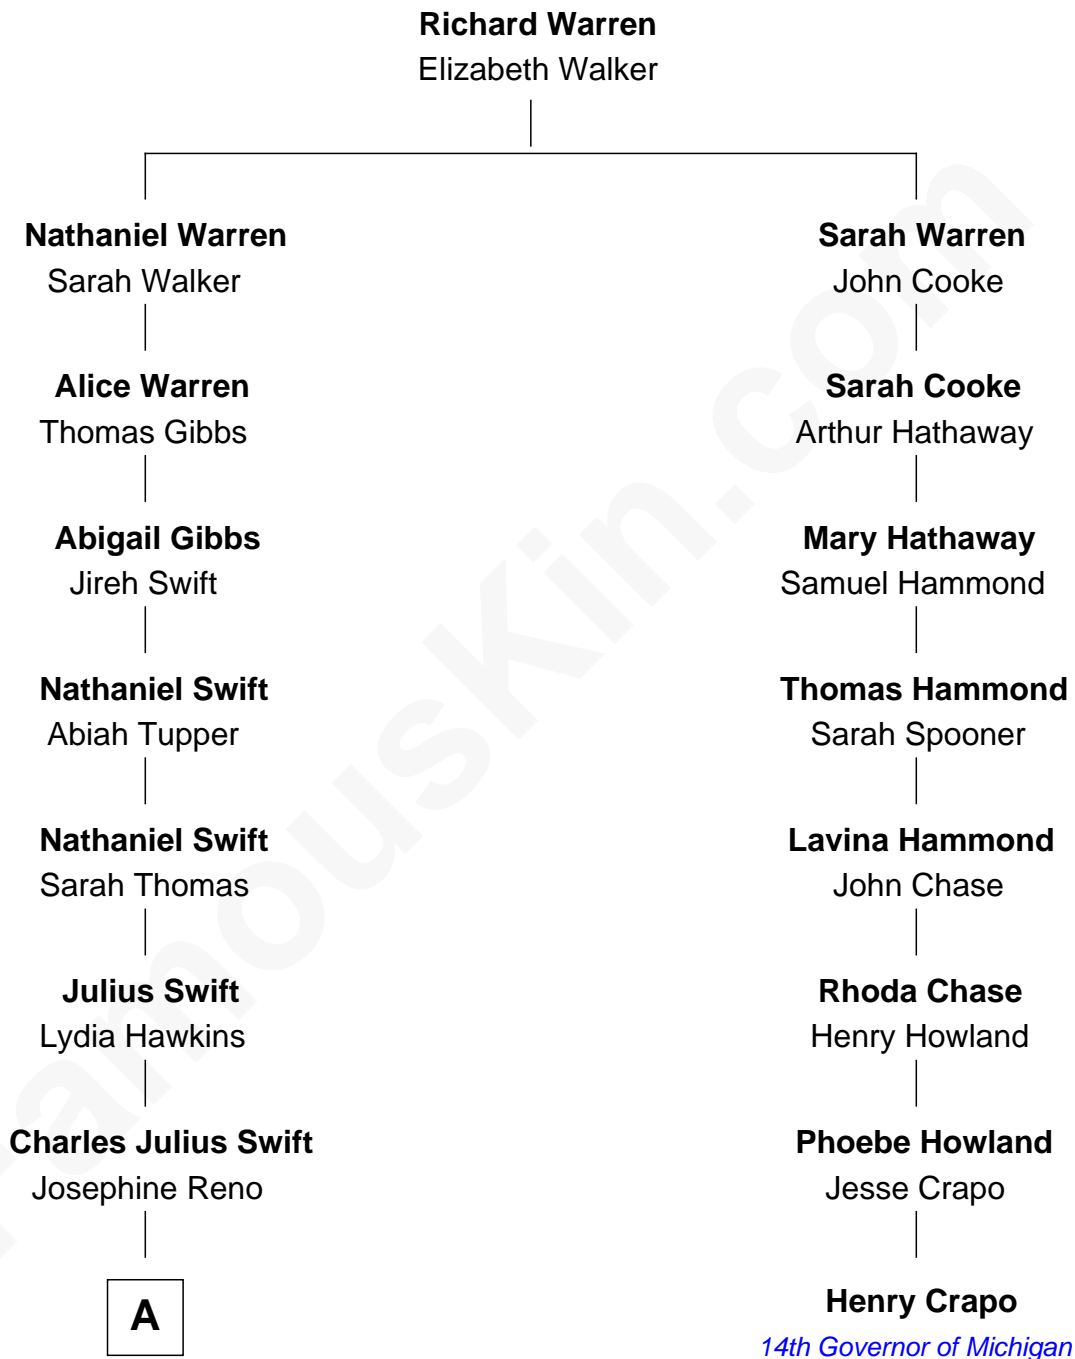 Richard Warren
Elizabeth Walker
Nathaniel Warren
Sarah Walker
Alice Warren
Thomas Gibbs
Abigail Gibbs
Jireh Swift
Nathaniel Swift
Abiah Tupper
Nathaniel Swift
Sarah Thomas
Julius Swift
Lydia Hawkins
Charles Julius Swift
Josephine Reno
A
Sarah Warren
John Cooke
Sarah Cooke
Arthur Hathaway
Mary Hathaway
Samuel Hammond
Thomas Hammond
Sarah Spooner
Lavina Hammond
John Chase
Rhoda Chase
Henry Howland
Phoebe Howland
Jesse Crapo
Henry Crapo
14th Governor of Michigan
FamousKin.com